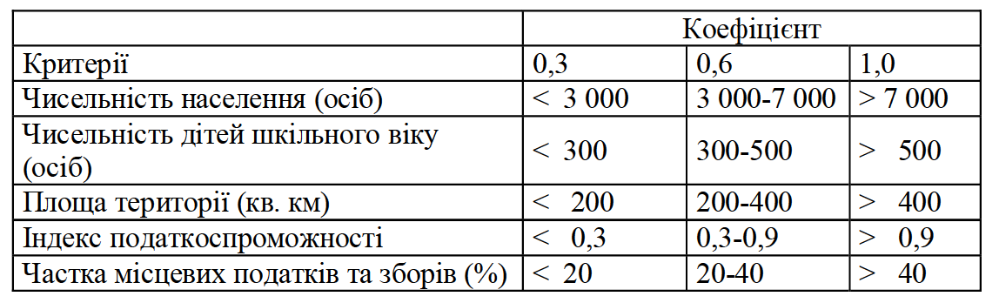 Коефіцієнт
Критерії 0,3 0,6 1,0
Чисельність населення (осіб) < 3 000 3 000-7 000 > 7 000
Чисельність дітей шкільного віку
(осіб) < 300 300-500 > 500
Площа території (кв. км) < 200 200-400 > 400
Індекс податкоспроможності < 0,3 0,3-0,9 > 0,9
Частка місцевих податків та зборів (%) < 20 20-40 > 40